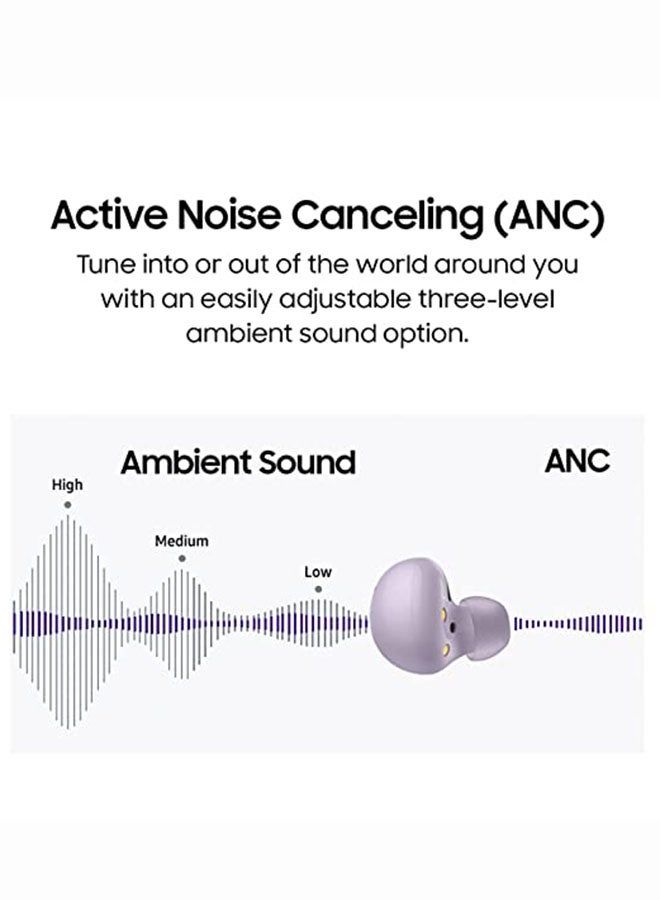 Active Noise Canceling (ANC)
Tune into or out of the world around you
with an easily adjustable three-level
ambient sound option.
Ambient Sound
ANC
High
Medium
Low